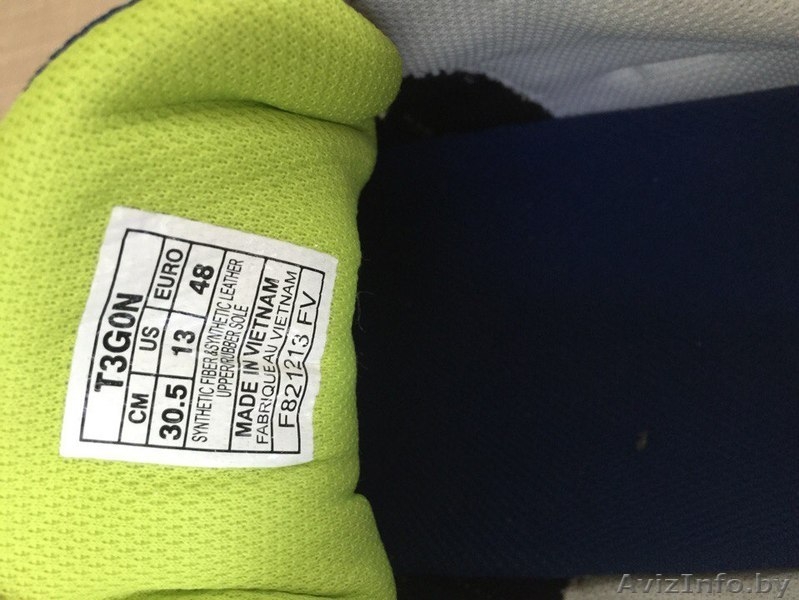 T3G0N
CM US EURO
30.5 13 48
SYNTHETIC FIBER&SYNTHETIC LEATHER
UPPER/RUBBER SOLE
MADE IN VIETNAM
FABRIQUE AU VIETNAM
F821213 FV
AvizInfo.by